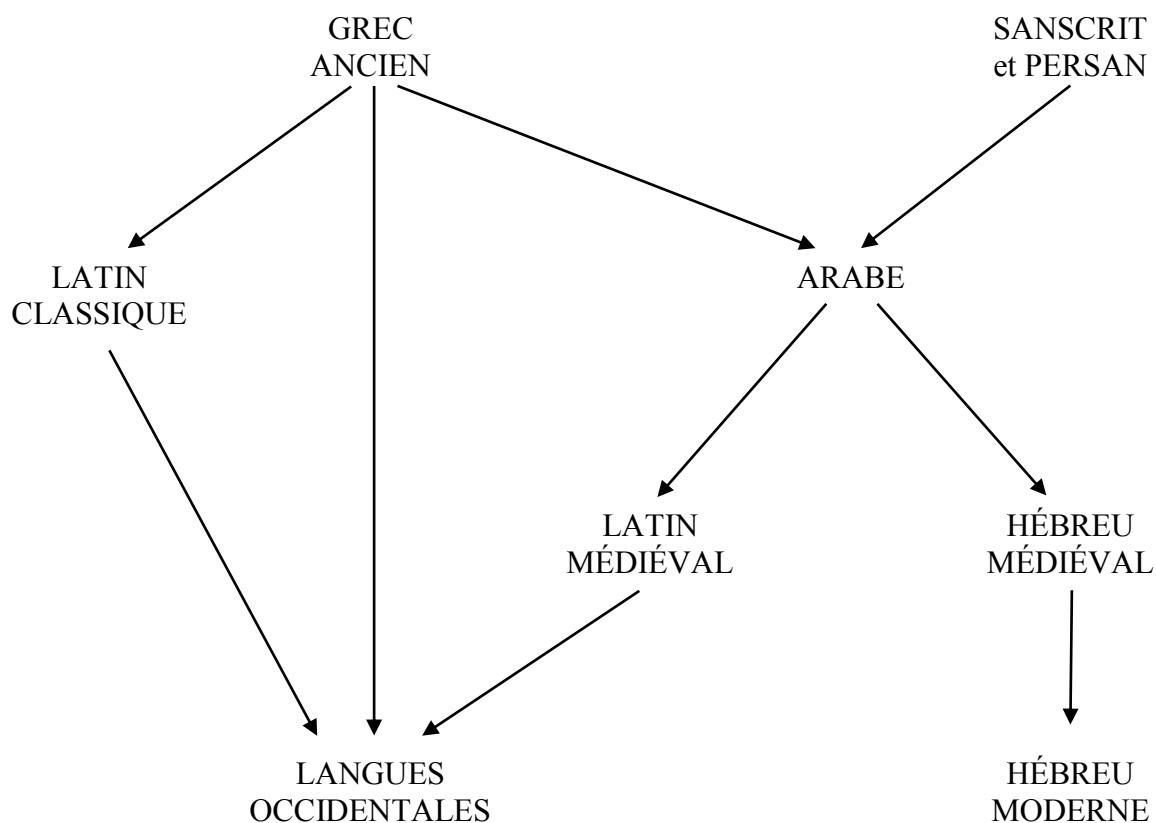 GREC
ANCIEN
SANSCRIT
et PERSAN
LATIN
CLASSIQUE
ARABE
LATIN
MÉDIÉVAL
HÉBREU
MÉDIÉVAL
LANGUES
OCCIDENTALES
HÉBREU
MODERNE